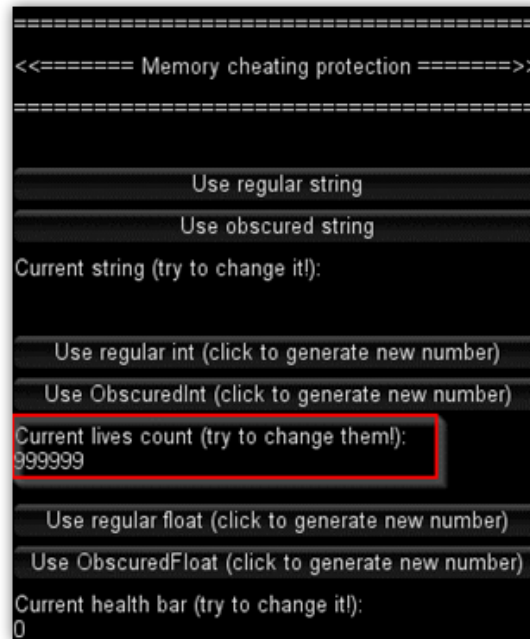 ==========================================
<<======= Memory cheating protection =======>>
==========================================
Use regular string
Use obscured string
Current string (try to change it!):
Use regular int (click to generate new number)
Use ObscuredInt (click to generate new number)
Current lives count (try to change them!):
999999
Use regular float (click to generate new number)
Use ObscuredFloat (click to generate new number)
Current health bar (try to change it!):
0